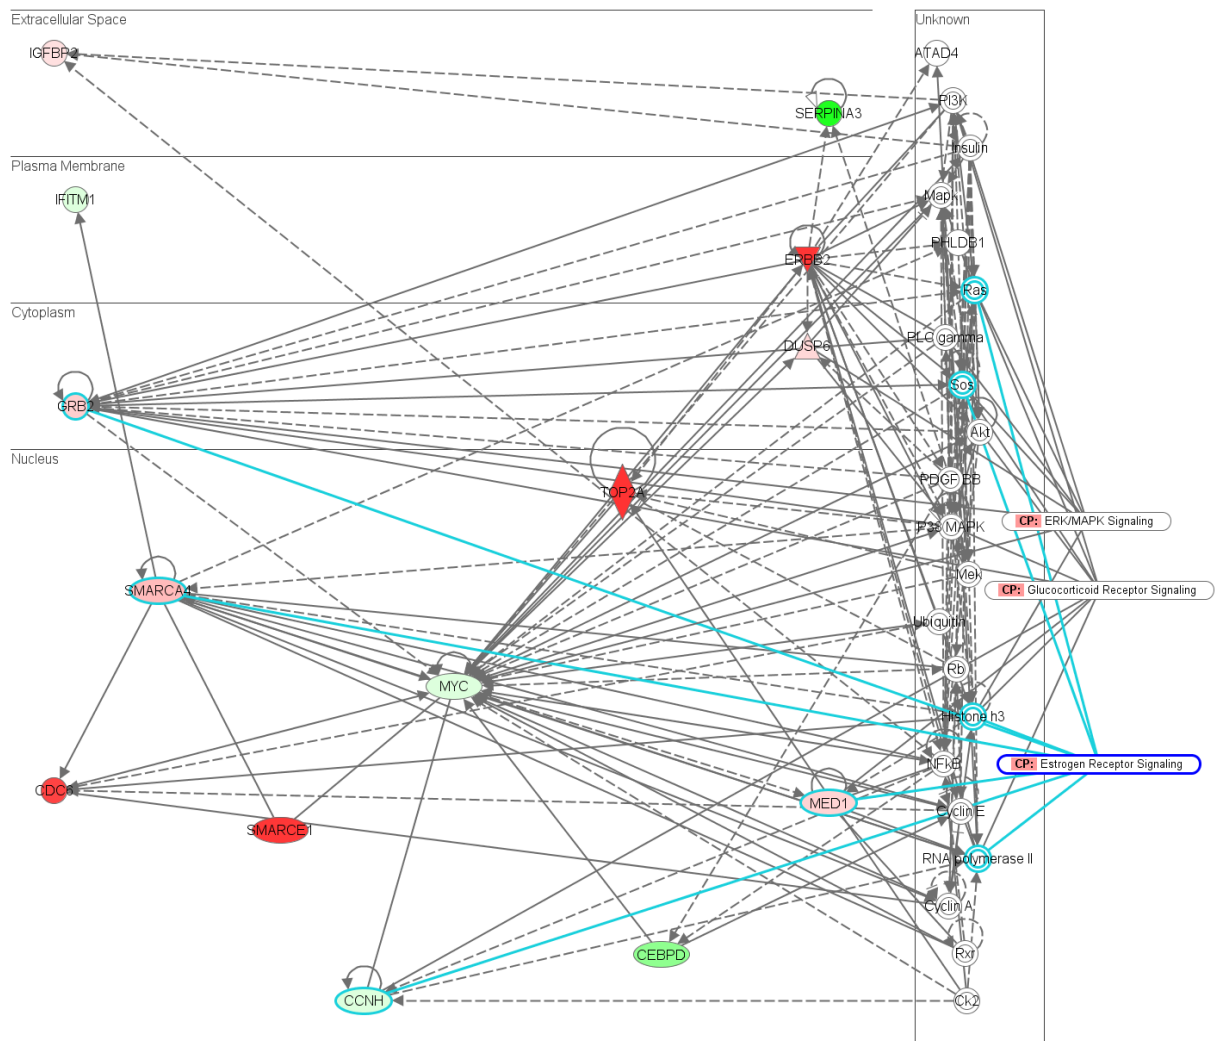 Extracellular Space
Unknown
IGFBP2
ATAD4
PI3K
SERPINA3
Insulin
Plasma Membrane
IFITM1
Mapk
PHLDB1
ERBB2
Ras
Cytoplasm
PLC gamma
DUSP6
Sos
GRB2
Akt
Nucleus
PDGF BB
TOP2A
CP: ERK/MAPK Signaling
P38 MAPK
Mek
SMARCA4
CP: Glucocorticoid Receptor Signaling
Ubiquitin
Rb
MYC
Histone h3
NFkB
CP: Estrogen Receptor Signaling
CDC6
MED1
Cyclin E
SMARCE1
RNA polymerase II
Cyclin A
CEBPD
Rxr
CCNH
Ck2